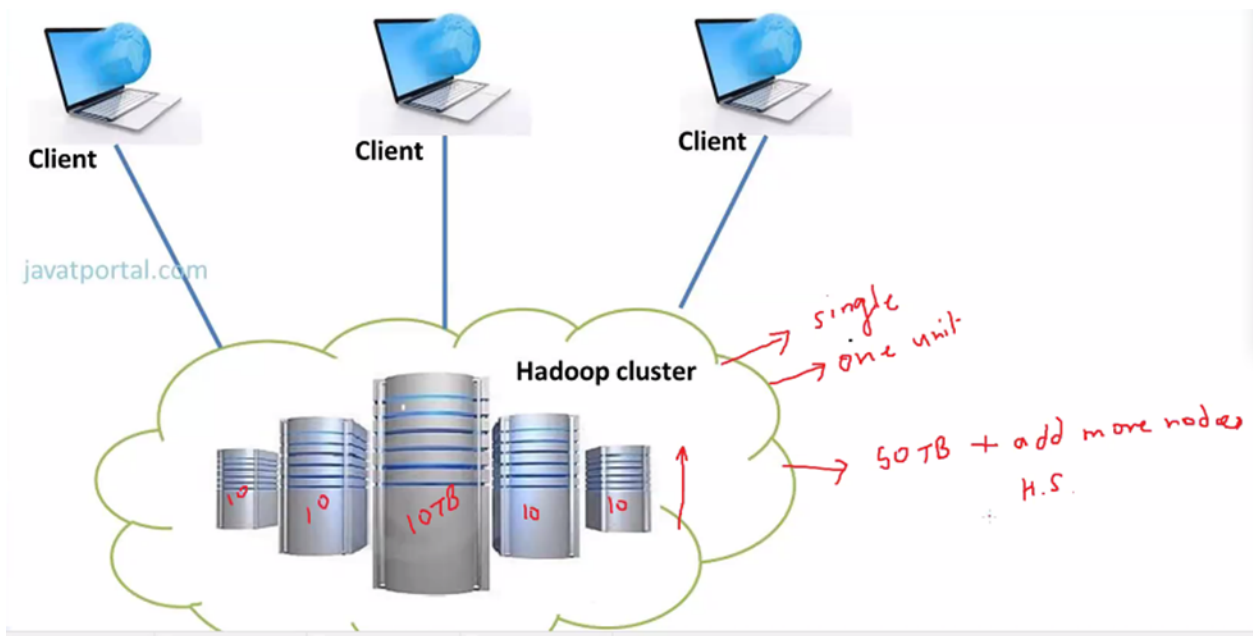 Client
Client
Client
javatportal.com
single
one unit
Hadoop cluster
50TB + add more nodes
H.S.
10
10
10TB
10
10